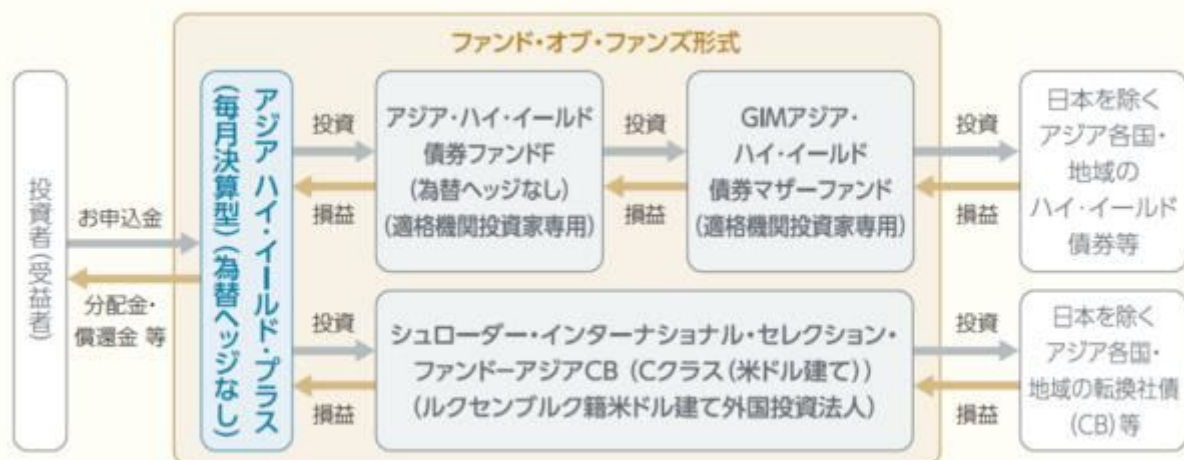 ファンド・オブ・ファンズ形式
投資者(受益者)
お申込金
分配金・
償還金 等
アジア ハイ・イールド・プラス
(毎月決算型)(為替ヘッジなし)
投資
損益
アジア・ハイ・イールド
債券ファンドF
(為替ヘッジなし)
(適格機関投資家専用)
投資
損益
GIMアジア・
ハイ・イールド
債券マザーファンド
(適格機関投資家専用)
投資
損益
日本を除く
アジア各国・
地域の
ハイ・イールド
債券等
投資
損益
シュローダー・インターナショナル・セレクション・
ファンド−アジアCB (Cクラス(米ドル建て))
(ルクセンブルク籍米ドル建て外国投資法人)
投資
損益
日本を除く
アジア各国・
地域の転換社債
(CB)等